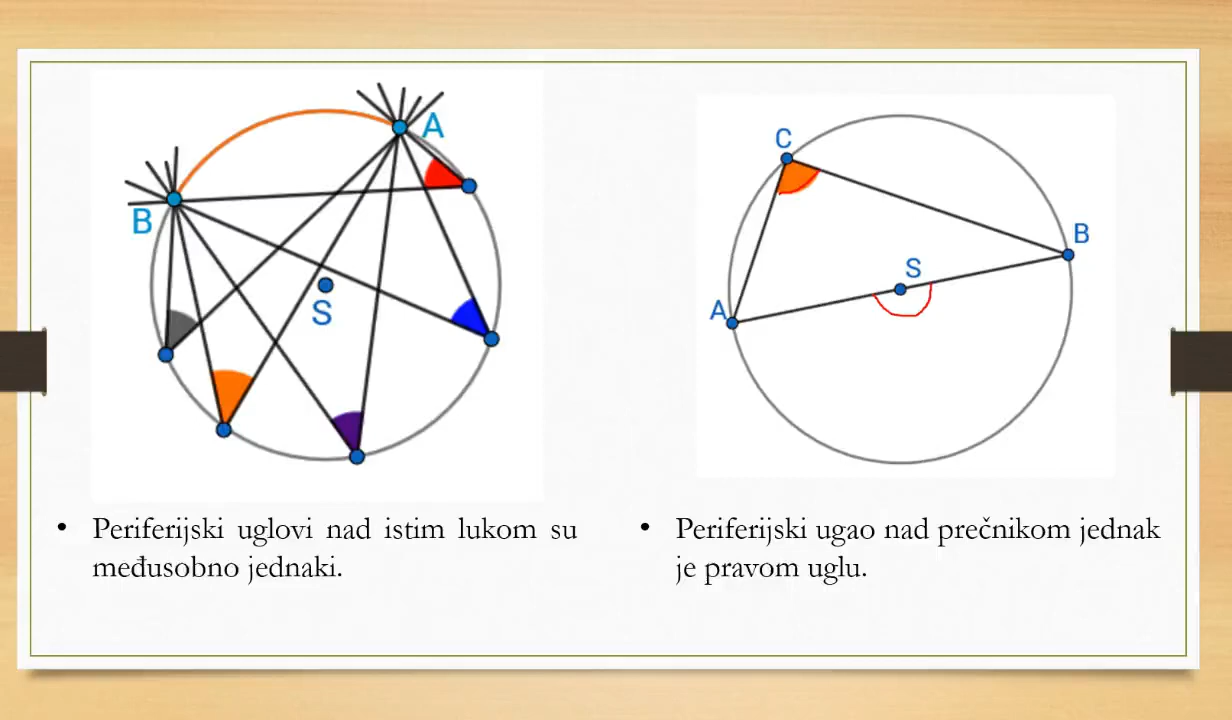 A
B
S
• Periferijski uglovi nad istim lukom su
međusobno jednaki.
C
B
S
A
• Periferijski ugao nad prečnikom jednak
je pravom uglu.